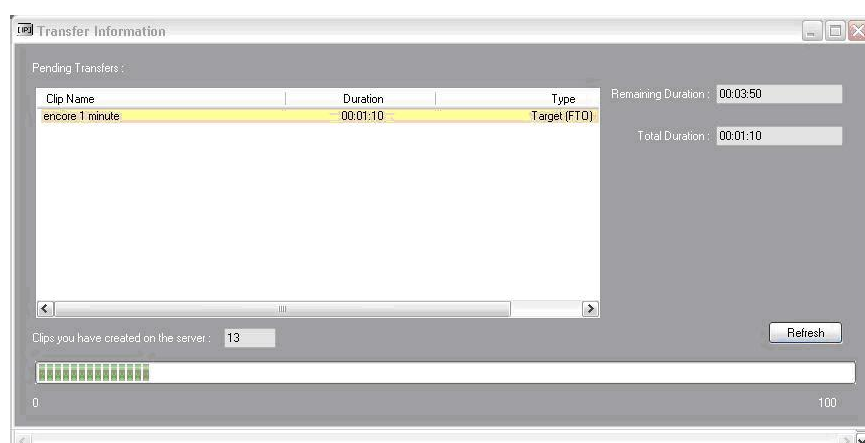 Transfer Information
Pending Transfers :
Clip Name Duration Type
encore 1 minute 00:01:10 Target (FTO)
Remaining Duration : 00:03:50
Total Duration : 00:01:10
Clips you have created on the server : 13
Refresh
0 100